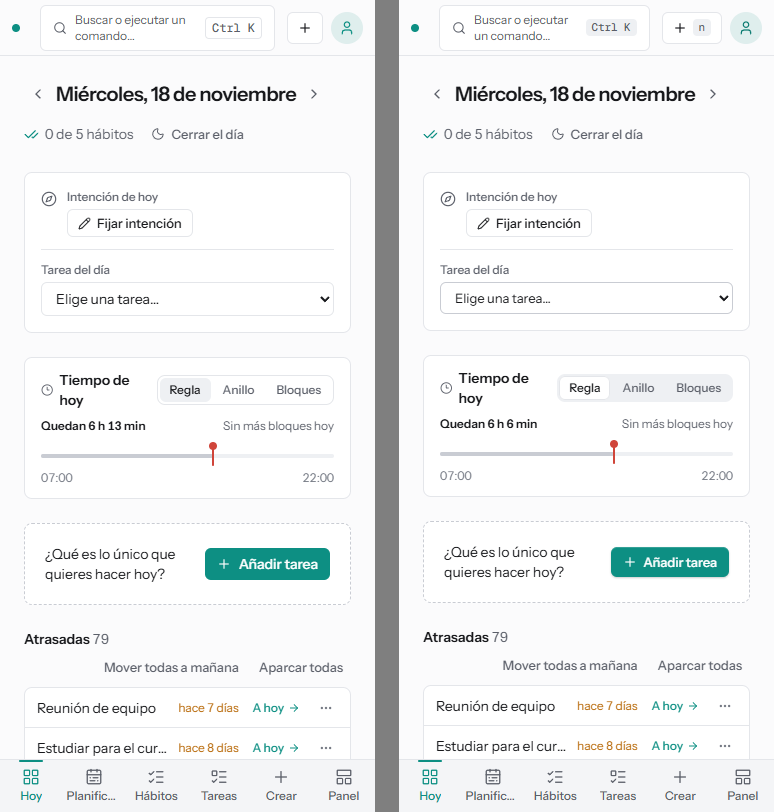 Buscar o ejecutar un
comando...
Ctrl K
Miércoles, 18 de noviembre
0 de 5 hábitos
Cerrar el día
Intención de hoy
Fijar intención
Tarea del día
Elige una tarea...
Tiempo de
hoy
Regla
Anillo
Bloques
Quedan 6 h 13 min
Sin más bloques hoy
07:00
22:00
¿Qué es lo único que
quieres hacer hoy?
Añadir tarea
Atrasadas 79
Mover todas a mañana
Aparcar todas
Reunión de equipo
hace 7 días
A hoy →
Estudiar para el cur...
hace 8 días
A hoy →
Hoy
Planific...
Hábitos
Tareas
Crear
Panel
Buscar o ejecutar
un comando...
Ctrl K
n
Miércoles, 18 de noviembre
0 de 5 hábitos
Cerrar el día
Intención de hoy
Fijar intención
Tarea del día
Elige una tarea...
Tiempo de
hoy
Regla
Anillo
Bloques
Quedan 6 h 6 min
Sin más bloques hoy
07:00
22:00
¿Qué es lo único que
quieres hacer hoy?
Añadir tarea
Atrasadas 79
Mover todas a mañana
Aparcar todas
Reunión de equipo
hace 7 días
A hoy →
Estudiar para el cur...
hace 8 días
A hoy →
Hoy
Planific...
Hábitos
Tareas
Crear
Panel